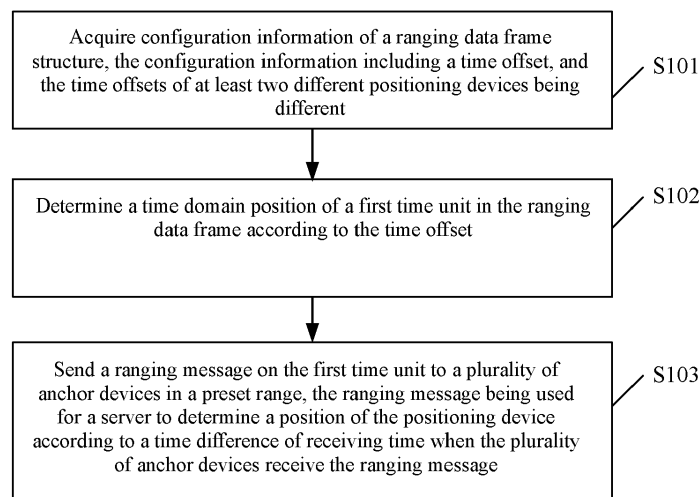 Acquire configuration information of a ranging data frame
structure, the configuration information including a time offset, and
the time offsets of at least two different positioning devices being
different
S101
Determine a time domain position of a first time unit in the ranging
data frame according to the time offset
S102
Send a ranging message on the first time unit to a plurality of
anchor devices in a preset range, the ranging message being used
for a server to determine a position of the positioning device
according to a time difference of receiving time when the plurality
of anchor devices receive the ranging message
S103